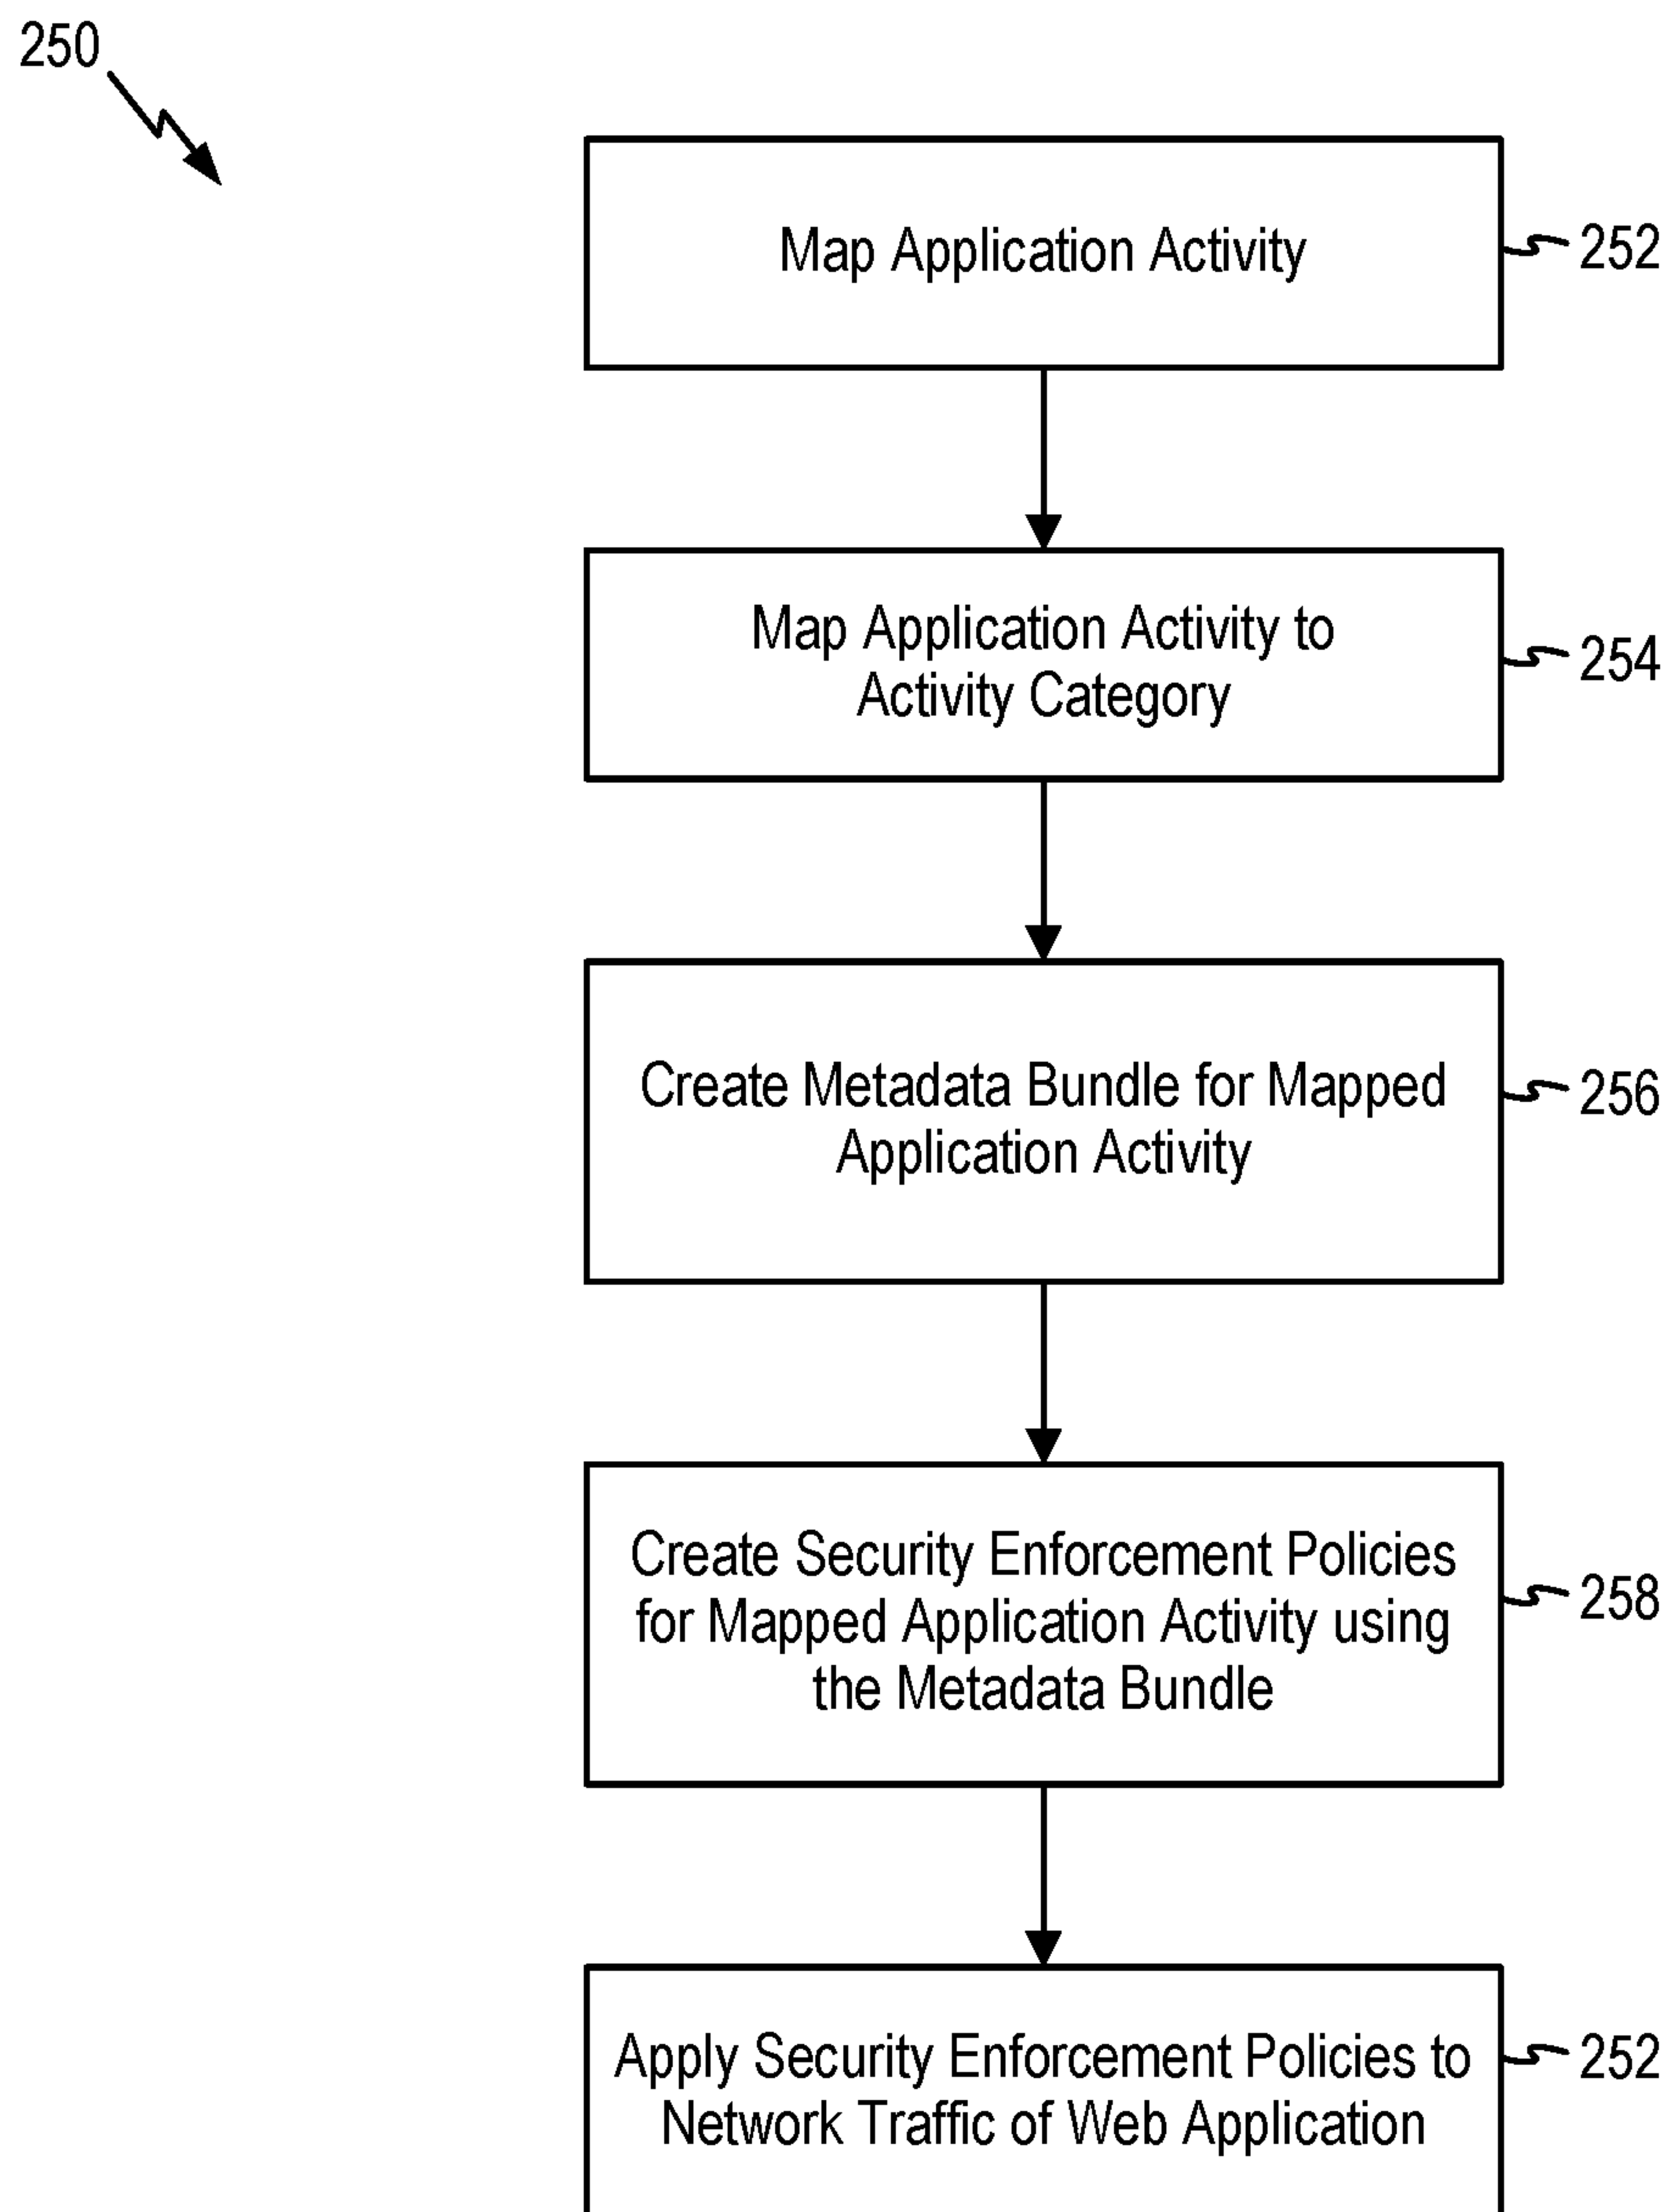 250
Map Application Activity
252
Map Application Activity to
Activity Category
254
Create Metadata Bundle for Mapped
Application Activity
256
Create Security Enforcement Policies
for Mapped Application Activity using
the Metadata Bundle
258
Apply Security Enforcement Policies to
Network Traffic of Web Application
252